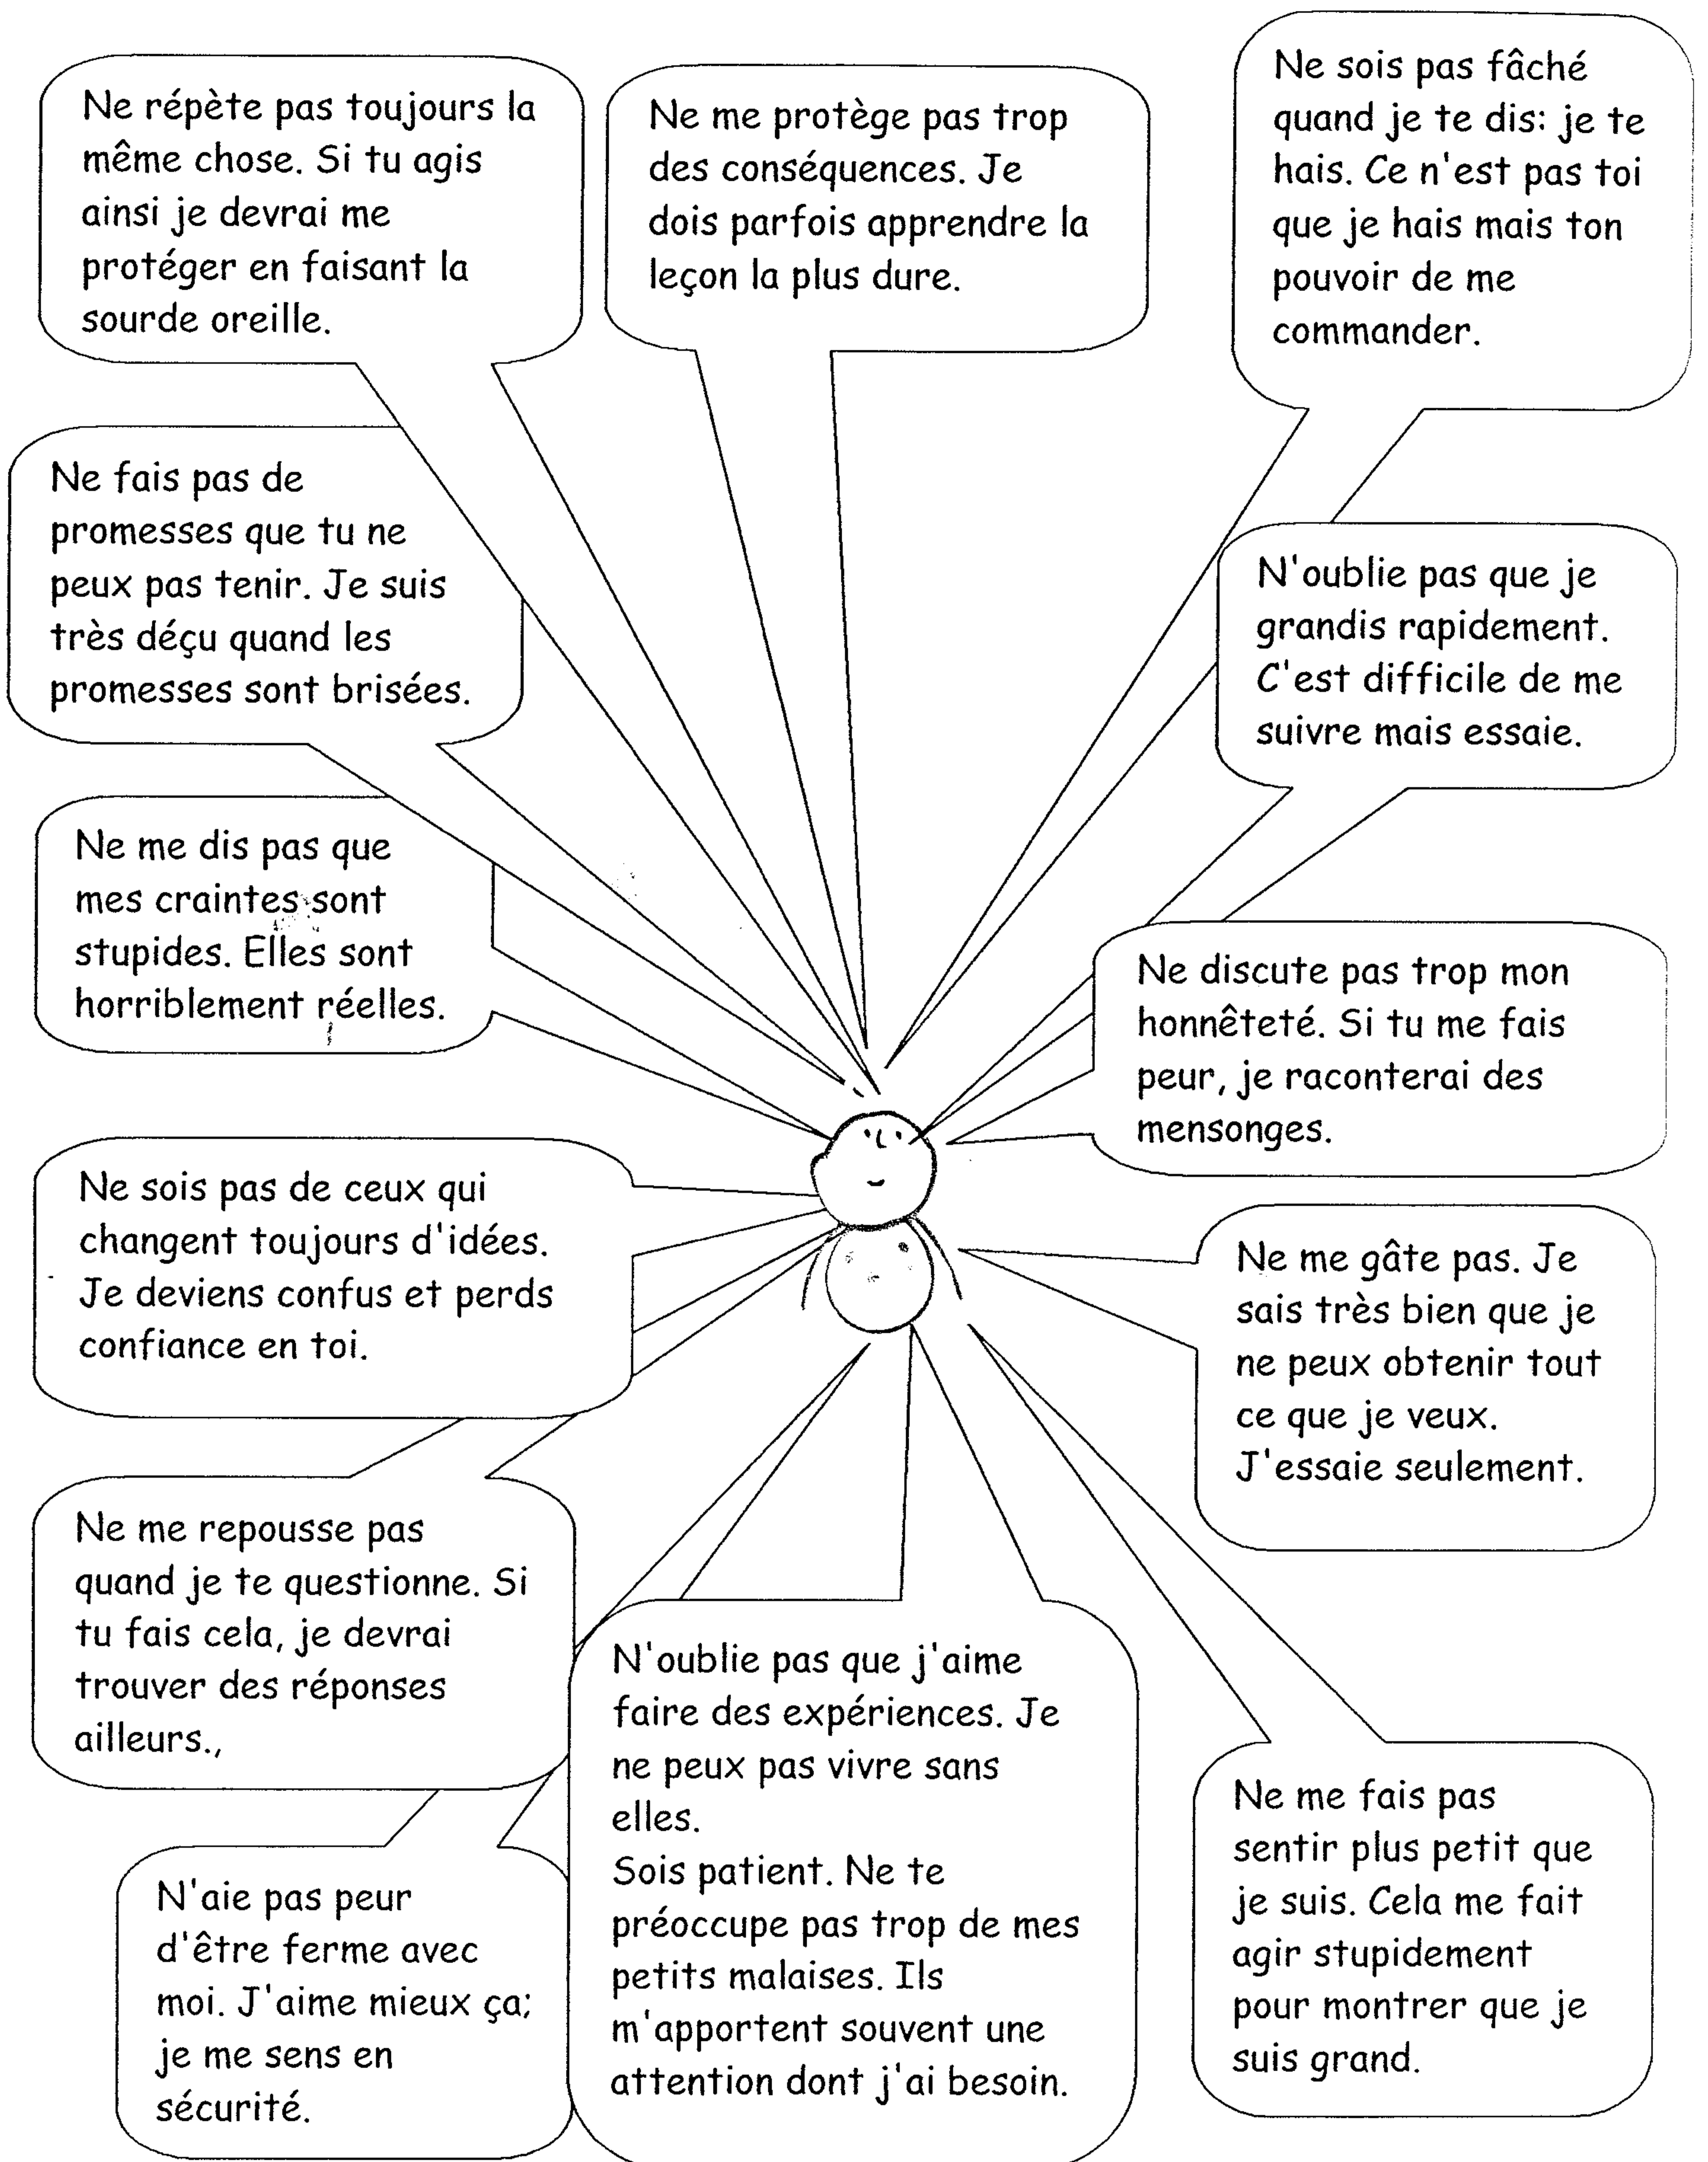 Ne répète pas toujours la
même chose. Si tu agis
ainsi je devrai me
protéger en faisant la
sourde oreille.
Ne me protège pas trop
des conséquences. Je
dois parfois apprendre la
leçon la plus dure.
Ne sois pas fâché
quand je te dis: je te
hais. Ce n'est pas toi
que je hais mais ton
pouvoir de me
commander.
Ne fais pas de
promesses que tu ne
peux pas tenir. Je suis
très déçu quand les
promesses sont brisées.
N'oublie pas que je
grandis rapidement.
C'est difficile de me
suivre mais essaie.
Ne me dis pas que
mes craintes sont
stupides. Elles sont
horriblement réelles.
Ne discute pas trop mon
honnêteté. Si tu me fais
peur, je raconterai des
mensonges.
Ne sois pas de ceux qui
changent toujours d'idées.
Je deviens confus et perds
confiance en toi.
Ne me gâte pas. Je
sais très bien que je
ne peux obtenir tout
ce que je veux.
J'essaie seulement.
Ne me repousse pas
quand je te questionne. Si
tu fais cela, je devrai
trouver des réponses
ailleurs.,
N'oublie pas que j'aime
faire des expériences. Je
ne peux pas vivre sans
elles.
Sois patient. Ne te
préoccupe pas trop de mes
petits malaises. Ils
m'apportent souvent une
attention dont j'ai besoin.
Ne me fais pas
sentir plus petit que
je suis. Cela me fait
agir stupidement
pour montrer que je
suis grand.
N'aie pas peur
d'être ferme avec
moi. J'aime mieux ça;
je me sens en
sécurité.